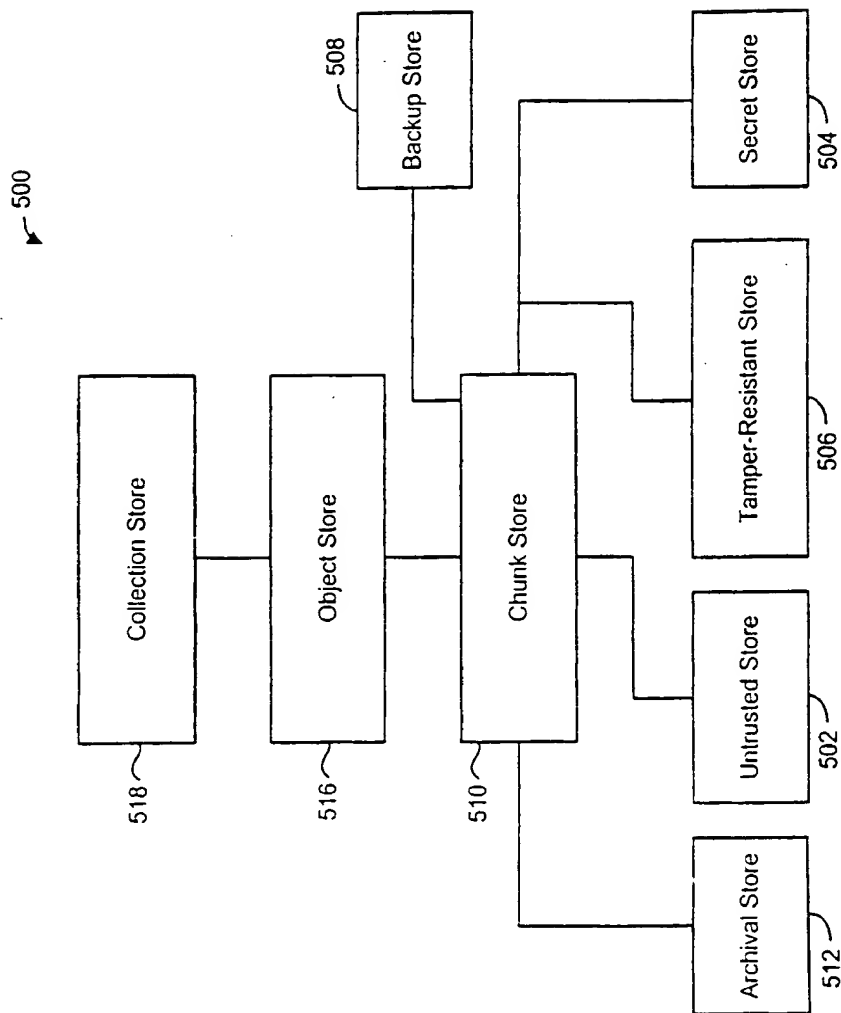 500
Collection Store
518
Object Store
516
508
Backup Store
Chunk Store
510
Archival Store
512
Untrusted Store
502
Tamper-Resistant Store
506
Secret Store
504